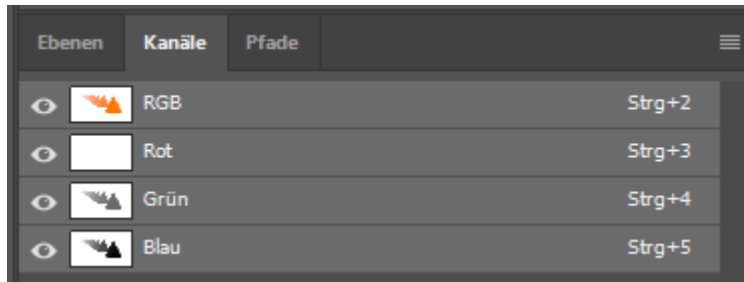 Ebenen Kanäle Pfade
RGB Strg+2
Rot Strg+3
Grün Strg+4
Blau Strg+5